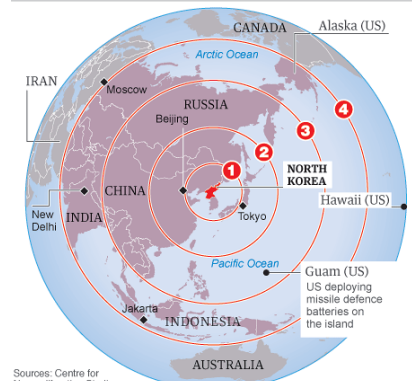 CANADA
Alaska (US)
Arctic Ocean
IRAN
Moscow
RUSSIA
4
3
Beijing
2
1
NORTH
KOREA
CHINA
Hawaii (US)
New
Delhi
INDIA
Tokyo
Pacific Ocean
Guam (US)
US deploying
missile defence
batteries on
the island
Jakarta
INDONESIA
AUSTRALIA
Sources: Centre for